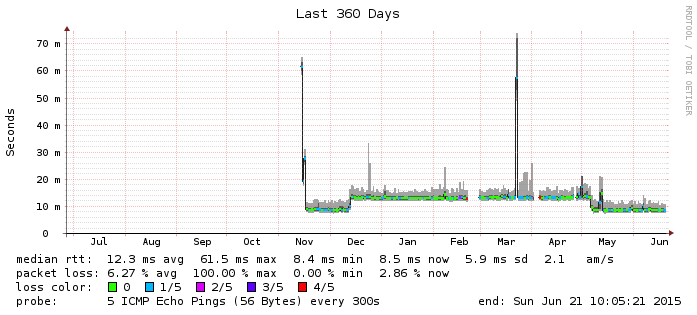 Last 360 Days
RRDTOOL / TOBI OETIKER
Seconds
70 m
60 m
50 m
40 m
30 m
20 m
10 m
0
Jul Aug Sep Oct Nov Dec Jan Feb Mar Apr May Jun
median rtt: 12.3 ms avg 61.5 ms max 8.4 ms min 8.5 ms now 5.9 ms sd 2.1 am/s
packet loss: 6.27 % avg 100.00 % max 0.00 % min 2.86 % now
loss color: 0 1/5 2/5 3/5 4/5
probe: 5 ICMP Echo Pings (56 Bytes) every 300s end: Sun Jun 21 10:05:21 2015